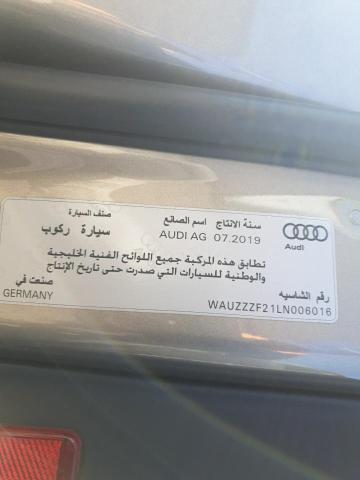 سنة الانتاج اسم الصانع صنف السيارة
AUDI AG 07.2019 سيارة ركوب
Audi
تطابق هذه المركبة جميع اللوائح الفنية الخليجية
والوطنية للسيارات التي صدرت حتى تاريخ الإنتاج
رقم الشاسيه صنعت في
WAUZZZF21LN006016 GERMANY